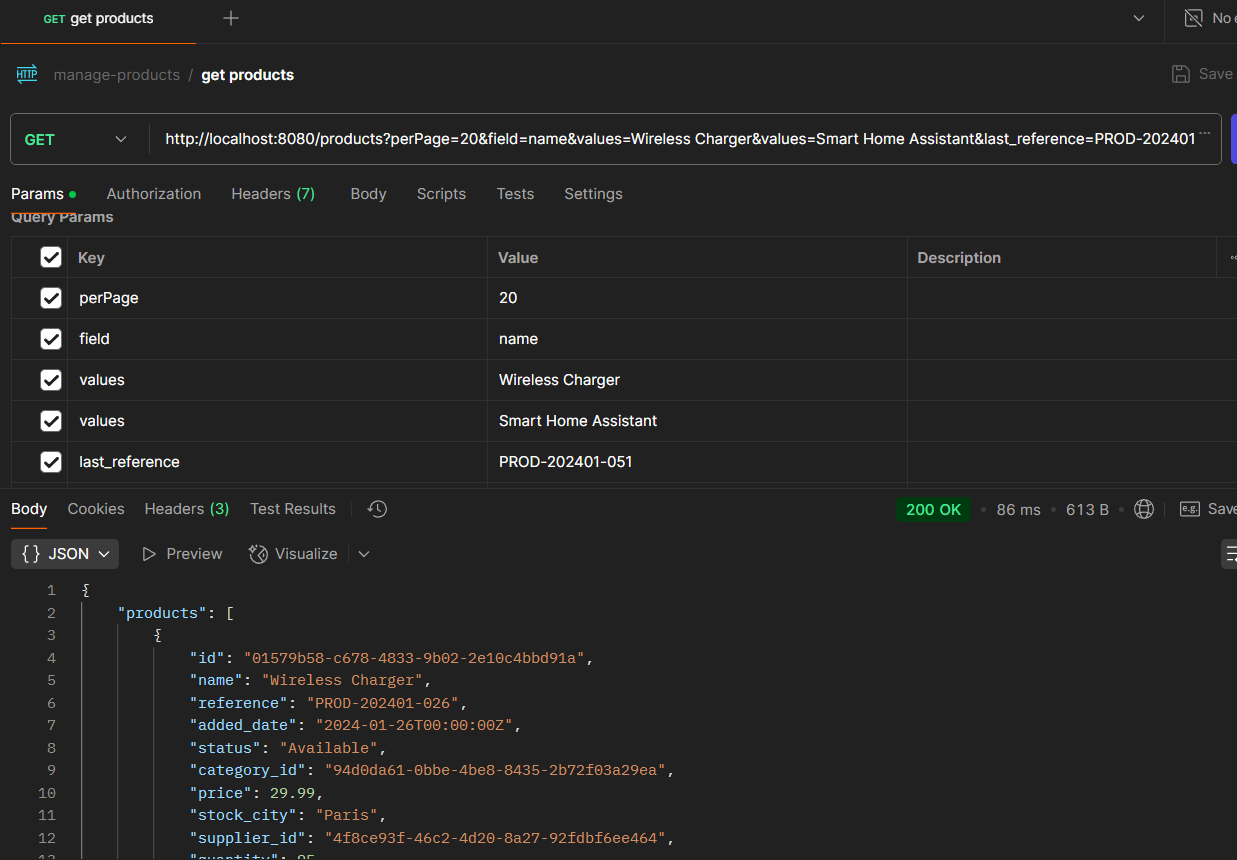 GET get products
No
HTTP manage-products / get products
Save
GET http://localhost:8080/products?perPage=20&field=name&values=Wireless Charger&values=Smart Home Assistant&last_reference=PROD-202401 ...
Params Authorization Headers (7) Body Scripts Tests Settings
Query Params
Key Value Description
perPage 20
field name
values Wireless Charger
values Smart Home Assistant
last_reference PROD-202401-051
Body Cookies Headers (3) Test Results 200 OK • 86 ms • 613 B • e.g. Save
{} JSON Preview Visualize
1 {
2 "products": [
3 {
4 "id": "01579b58-c678-4833-9b02-2e10c4bbd91a",
5 "name": "Wireless Charger",
6 "reference": "PROD-202401-026",
7 "added_date": "2024-01-26T00:00:00Z",
8 "status": "Available",
9 "category_id": "94d0da61-0bbe-4be8-8435-2b72f03a29ea",
10 "price": 29.99,
11 "stock_city": "Paris",
12 "supplier_id": "4f8ce93f-46c2-4d20-8a27-92fdbf6ee464",